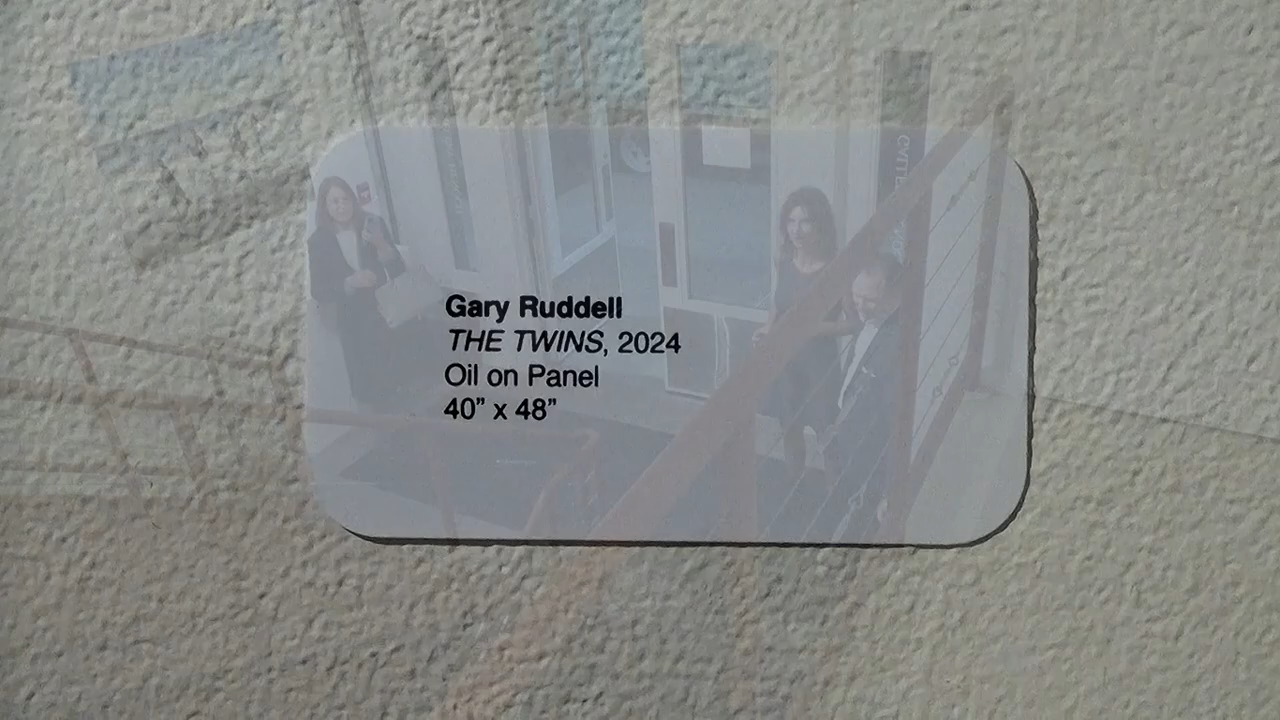 Gary Ruddell
THE TWINS, 2024
Oil on Panel
40” x 48”